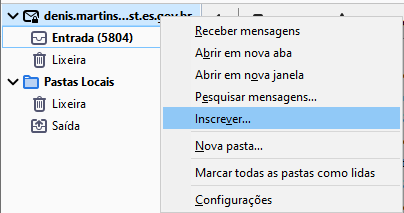 denis.martins...st.es.gov.br
Entrada (5804)
Lixeira
Pastas Locais
Lixeira
Saída
Receber mensagens
Abrir em nova aba
Abrir em nova janela
Pesquisar mensagens...
Inscrever...
Nova pasta...
Marcar todas as pastas como lidas
Configurações